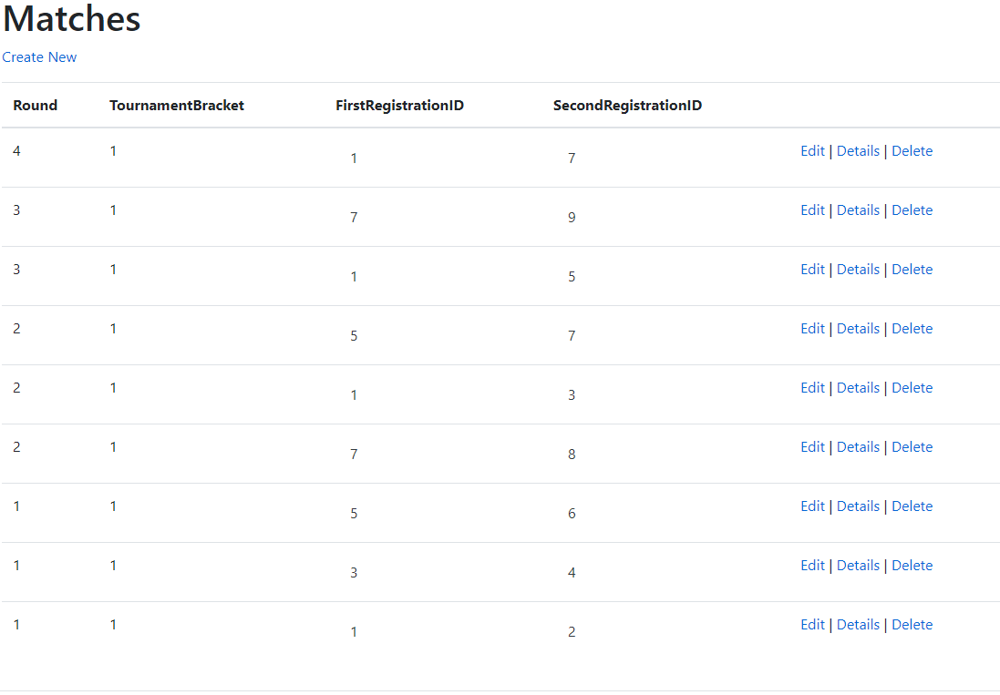 Matches
Create New
Round TournamentBracket FirstRegistrationID SecondRegistrationID
4 1 1 7 Edit | Details | Delete
3 1 7 9 Edit | Details | Delete
3 1 1 5 Edit | Details | Delete
2 1 5 7 Edit | Details | Delete
2 1 1 3 Edit | Details | Delete
2 1 7 8 Edit | Details | Delete
1 1 5 6 Edit | Details | Delete
1 1 3 4 Edit | Details | Delete
1 1 1 2 Edit | Details | Delete